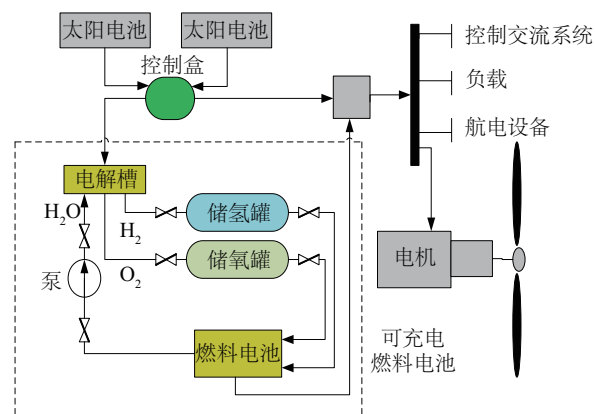 太阳电池
太阳电池
控制盒
控制交流系统
负载
航电设备
电解槽
H₂O
H₂
储氢罐
O₂
储氧罐
电机
泵
燃料电池
可充电
燃料电池